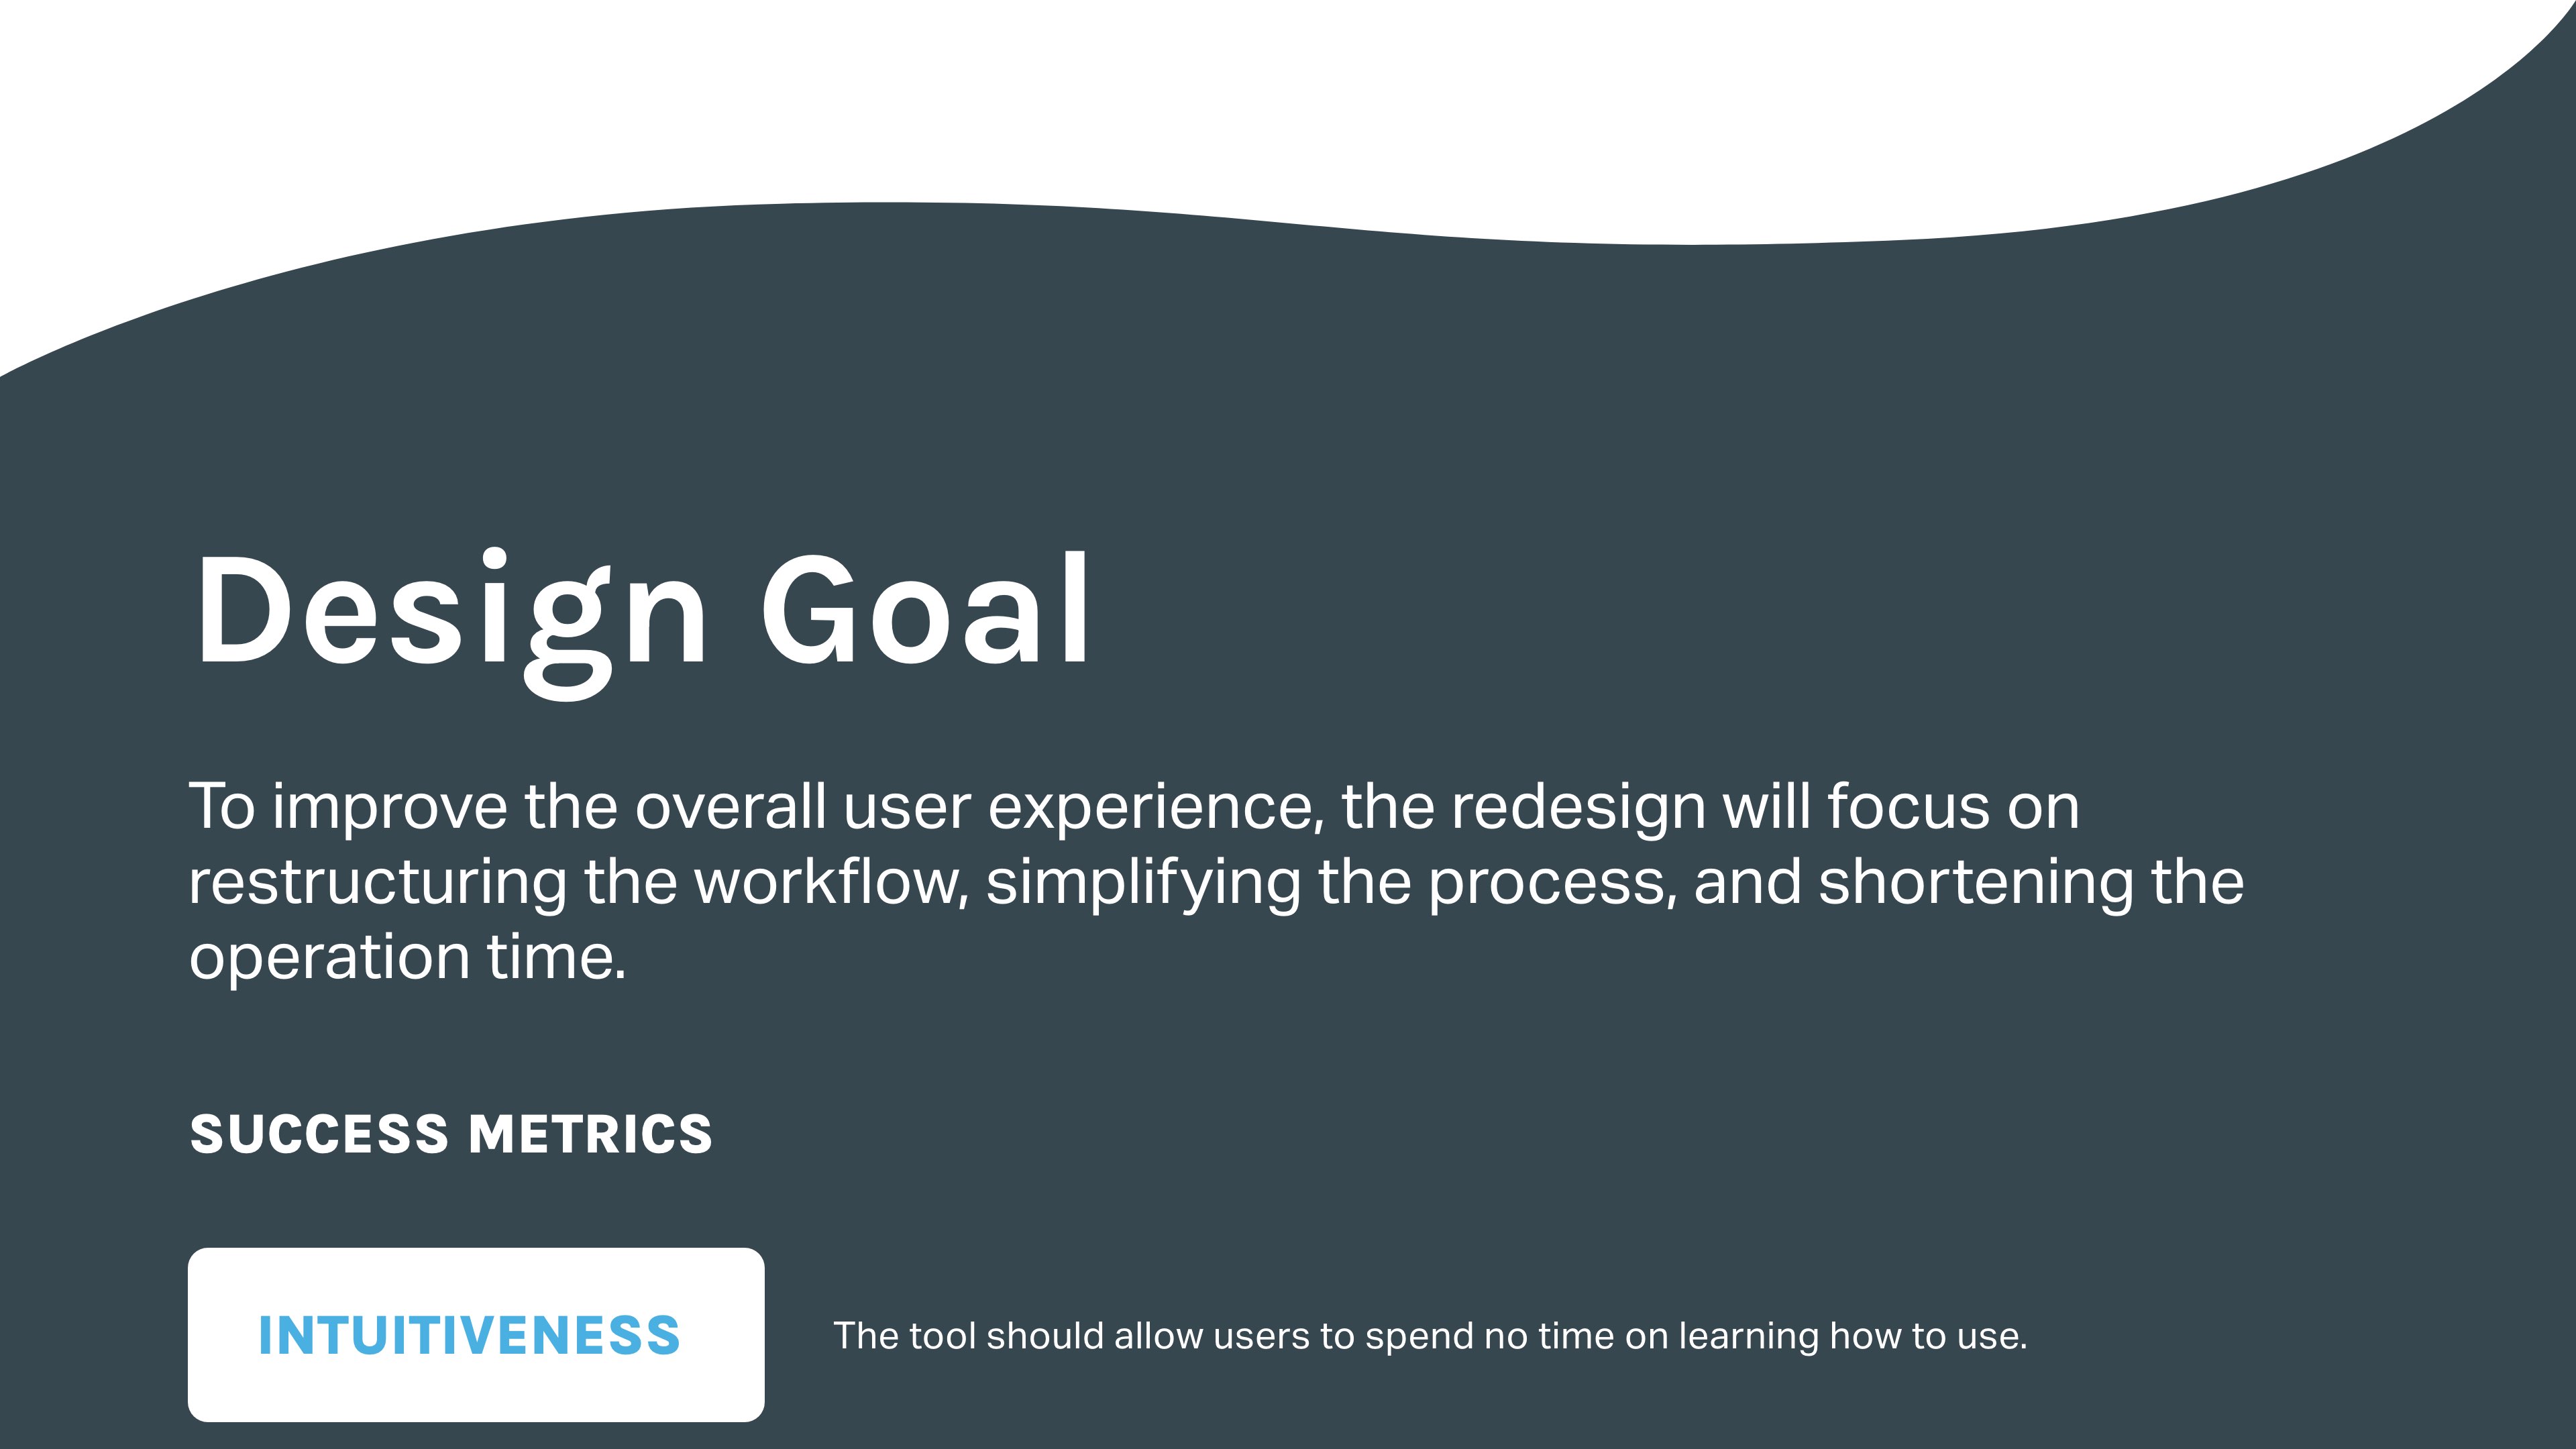 Design Goal
To improve the overall user experience, the redesign will focus on
restructuring the workflow, simplifying the process, and shortening the
operation time.
SUCCESS METRICS
INTUITIVENESS
The tool should allow users to spend no time on learning how to use.